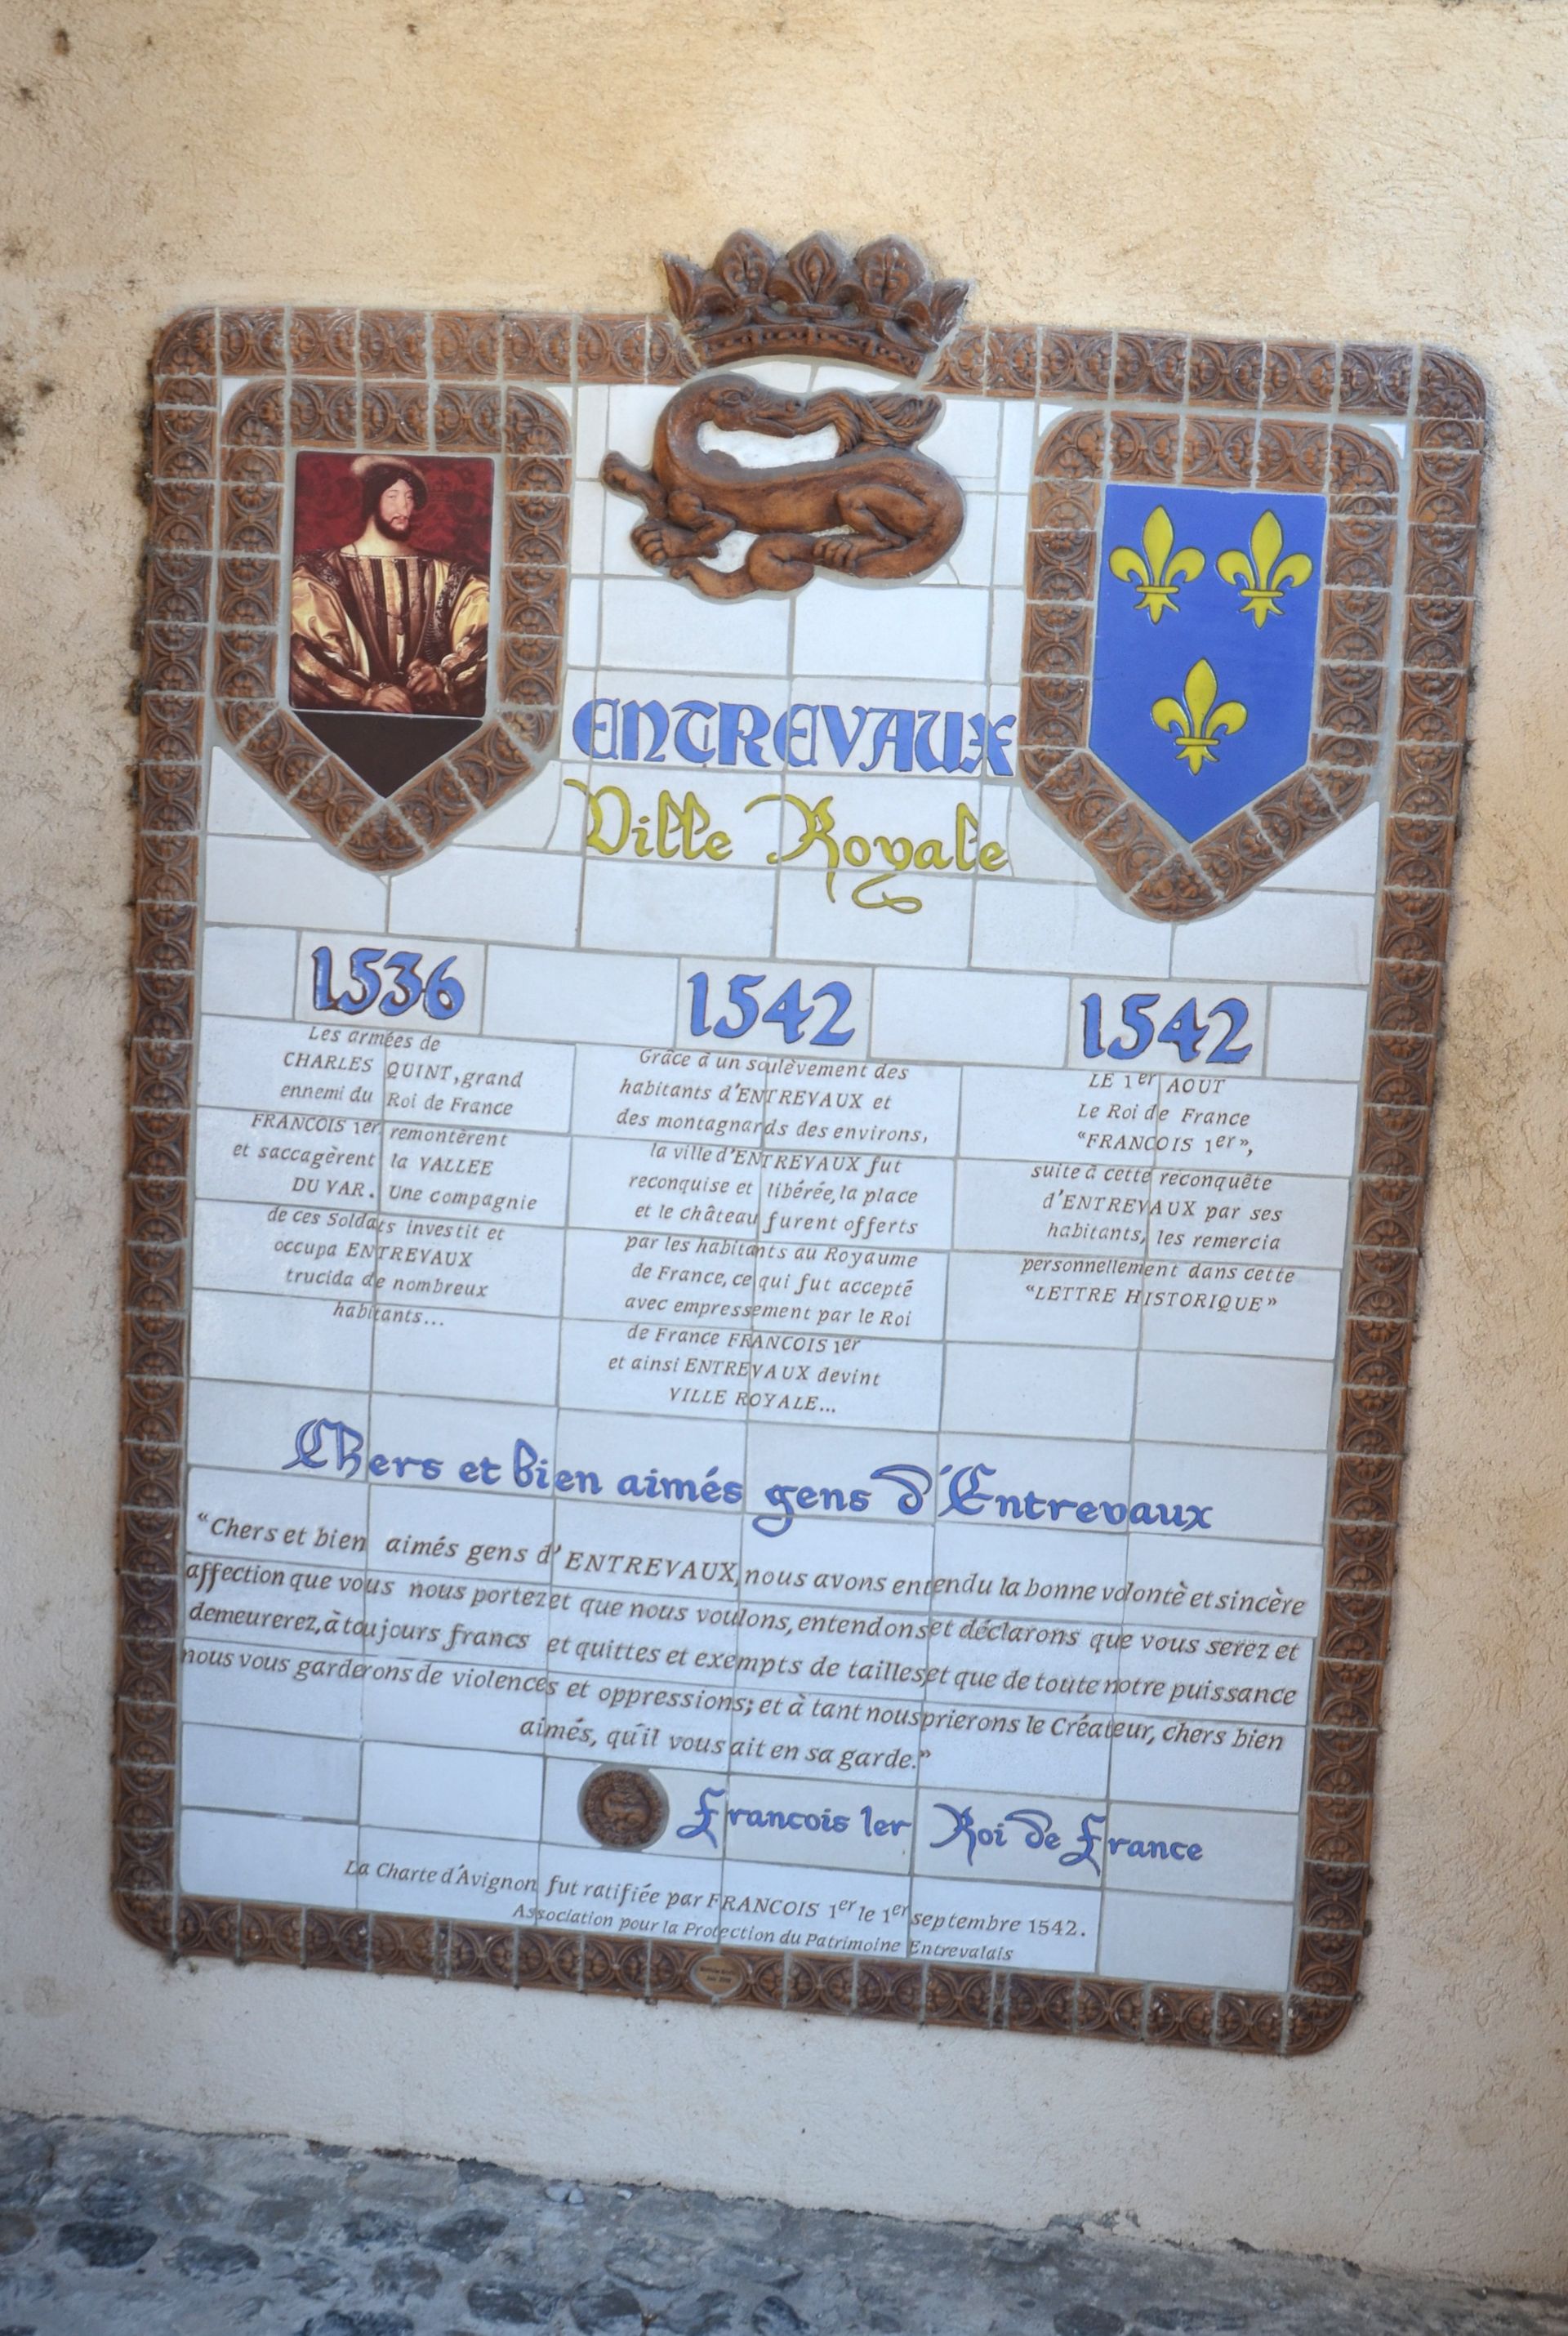 ENTREVAUX
Ville Royale
1536
Les armées de
CHARLES QUINT, grand
ennemi du Roi de France
FRANCOIS 1er remontèrent
et saccagèrent la VALLEE
DU VAR. Une compagnie
de ces Soldats investit et
occupa ENTREVAUX
trucida de nombreux
habitants...
1542
Grâce à un soulèvement des
habitants d'ENTREVAUX et
des montagnards des environs,
la ville d'ENTREVAUX fut
reconquise et libérée, la place
et le château furent offerts
par les habitants au Royaume
de France, ce qui fut accepté
avec empressement par le Roi
de France FRANCOIS 1er
et ainsi ENTREVAUX devint
VILLE ROYALE...
1542
LE 1er AOUT
Le Roi de France
"FRANCOIS 1er",
suite à cette reconquête
d'ENTREVAUX par ses
habitants, les remercia
personnellement dans cette
"LETTRE HISTORIQUE"
Chers et bien aimés gens d'Entrevaux
"Chers et bien aimés gens d'ENTREVAUX, nous avons entendu la bonne volontè et sincère
affection que vous nous portez et que nous voulons, entendons et déclarons que vous serez et
demeurerez, à toujours francs et quittes et exempts de tailles et que de toute notre puissance
nous vous garderons de violences et oppressions; et à tant nous prierons le Créateur, chers bien
aimés, qu'il vous ait en sa garde."
Francois 1er Roi de France
La Charte d'Avignon fut ratifiée par FRANCOIS 1er le 1er septembre 1542.
Association pour la Protection du Patrimoine Entrevalais